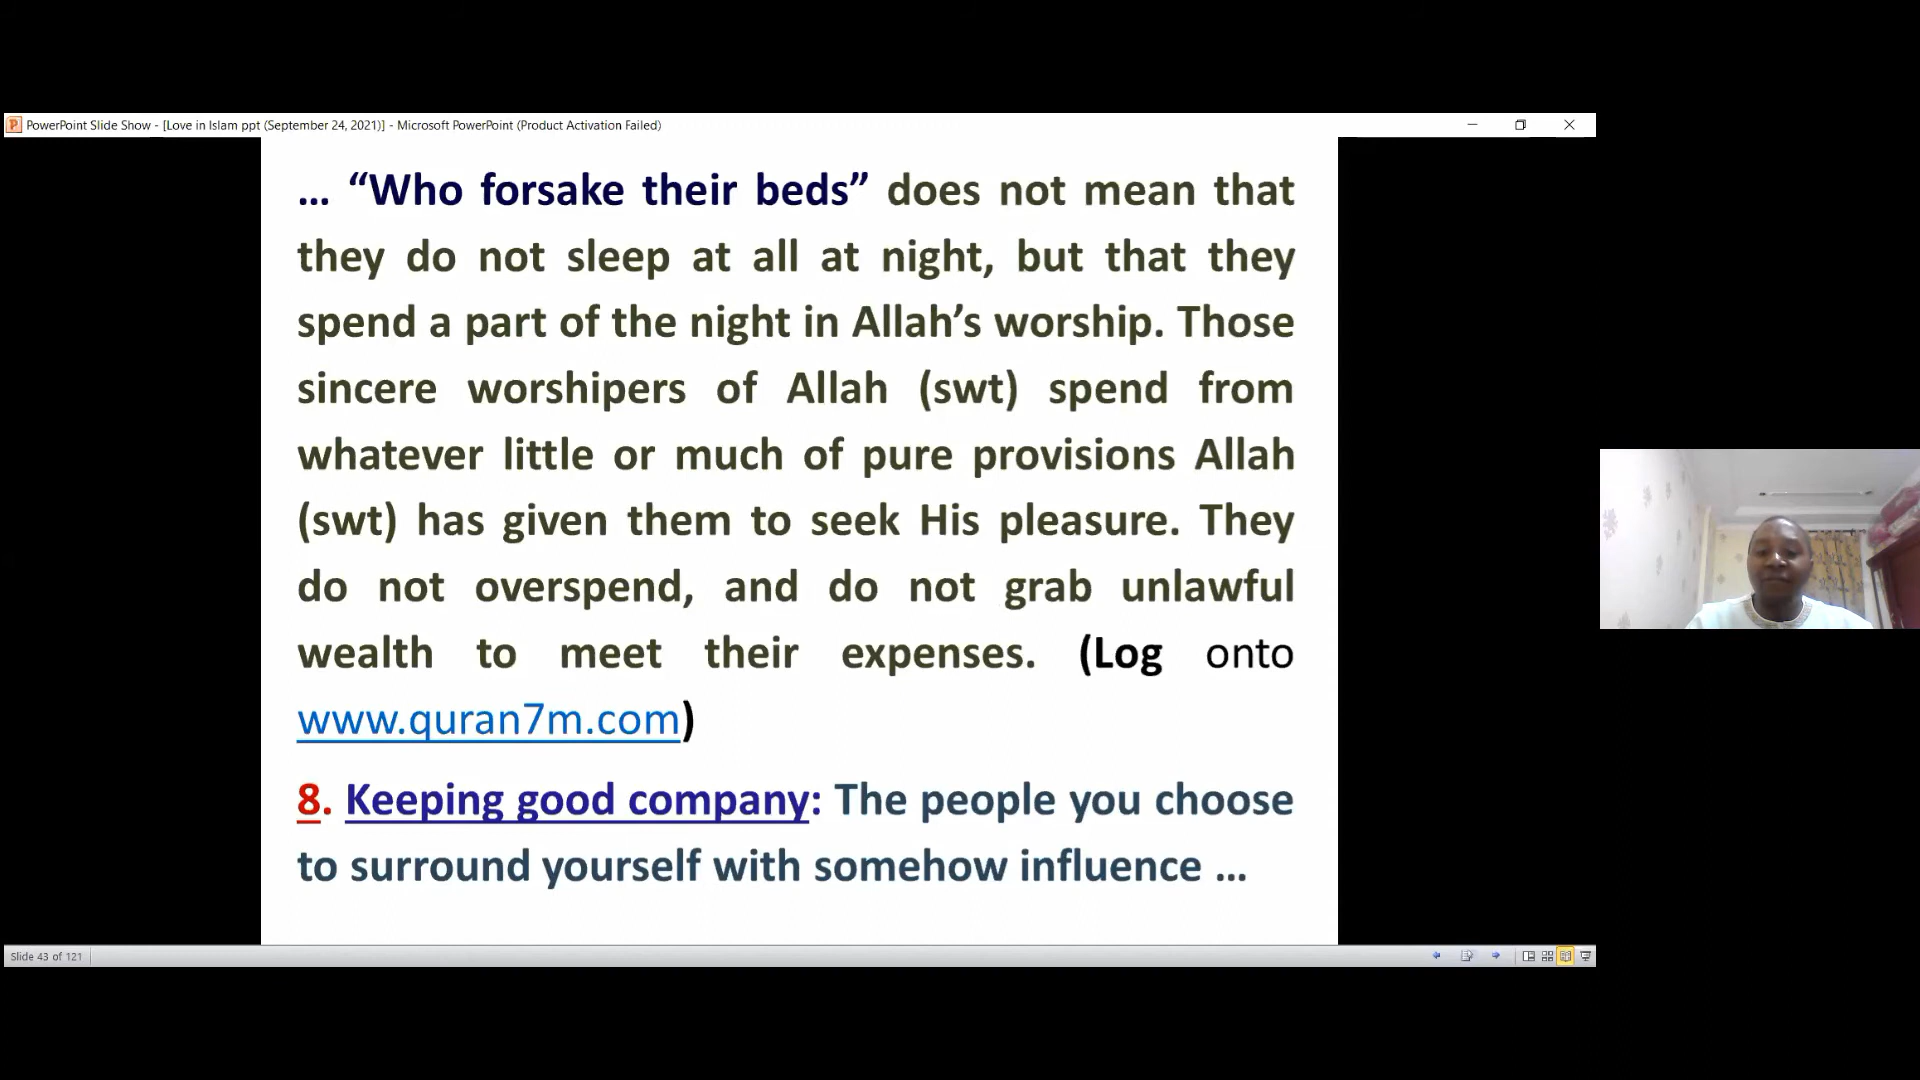 PowerPoint Slide Show - [Love in Islam ppt (September 24, 2021)] - Microsoft PowerPoint (Product Activation Failed)
… “Who forsake their beds” does not mean that
they do not sleep at all at night, but that they
spend a part of the night in Allah’s worship. Those
sincere worshipers of Allah (swt) spend from
whatever little or much of pure provisions Allah
(swt) has given them to seek His pleasure. They
do not overspend, and do not grab unlawful
wealth to meet their expenses. (Log onto
www.quran7m.com)
8. Keeping good company: The people you choose
to surround yourself with somehow influence …
Slide 43 of 121